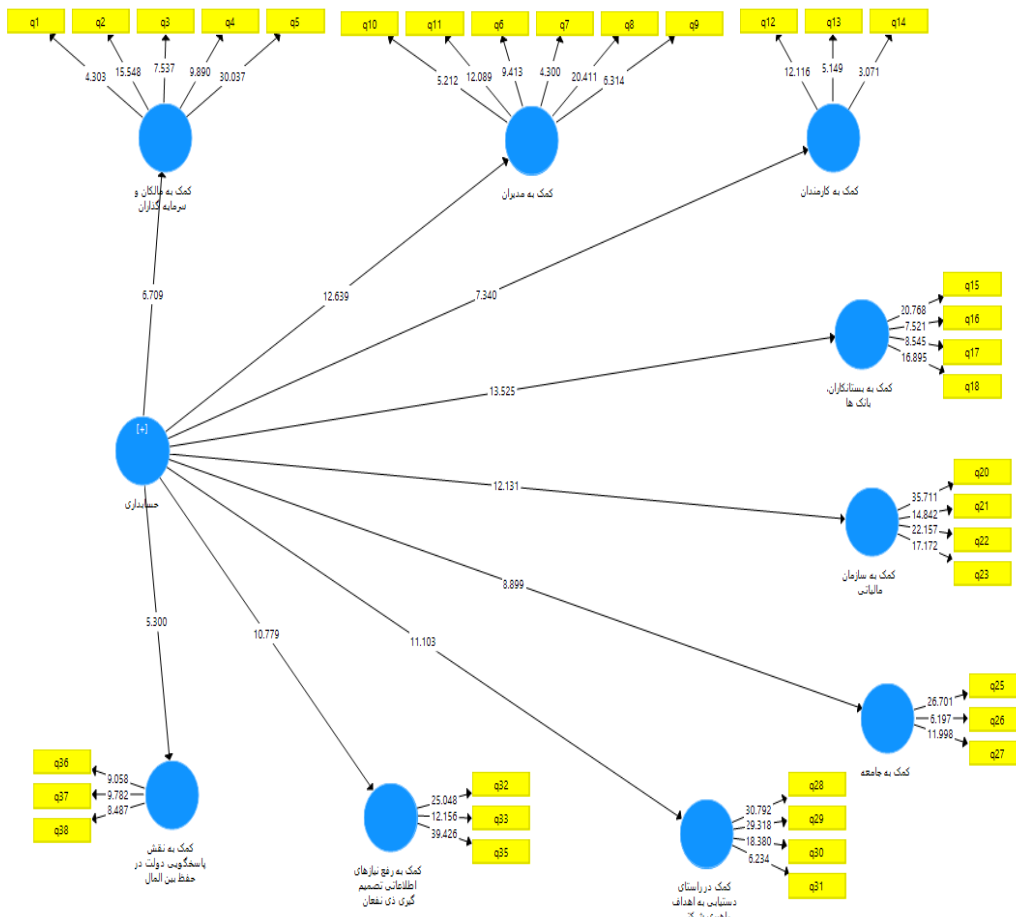 q1 q2 q3 q4 q5 q10 q11 q6 q7 q8 q9 q12 q13 q14
4.303 15.548 7.537 9.890 30.037 5.212 12.089 9.413 4.300 20.411 6.314 12.116 5.149 3.071
کمک به مالکان و
سرمایه گذاران
کمک به مدیران
کمک به کارمندان
6.709
12.639
7.340
13.525
12.131
8.899
11.103
10.779
5.300
[+]
حسابداری
q15
20.768
q16
7.521
q17
8.545
q18
16.895
کمک به بستانکاران،
بانک ها
q20
35.711
q21
14.842
q22
22.157
q23
17.172
کمک به سازمان
مالیاتی
q25
26.701
q26
6.197
q27
11.998
کمک به جامعه
q28
30.792
q29
29.318
q30
18.380
q31
6.234
کمک در راستای
دستیابی به اهداف
q32
25.048
q33
12.156
q35
39.426
کمک به رفع نیازهای
اطلاعاتی تصمیم
گیری ذی نفعان
q36
9.058
q37
9.782
q38
8.487
کمک به نقش
پاسخگویی دولت در
حفظ بین المال